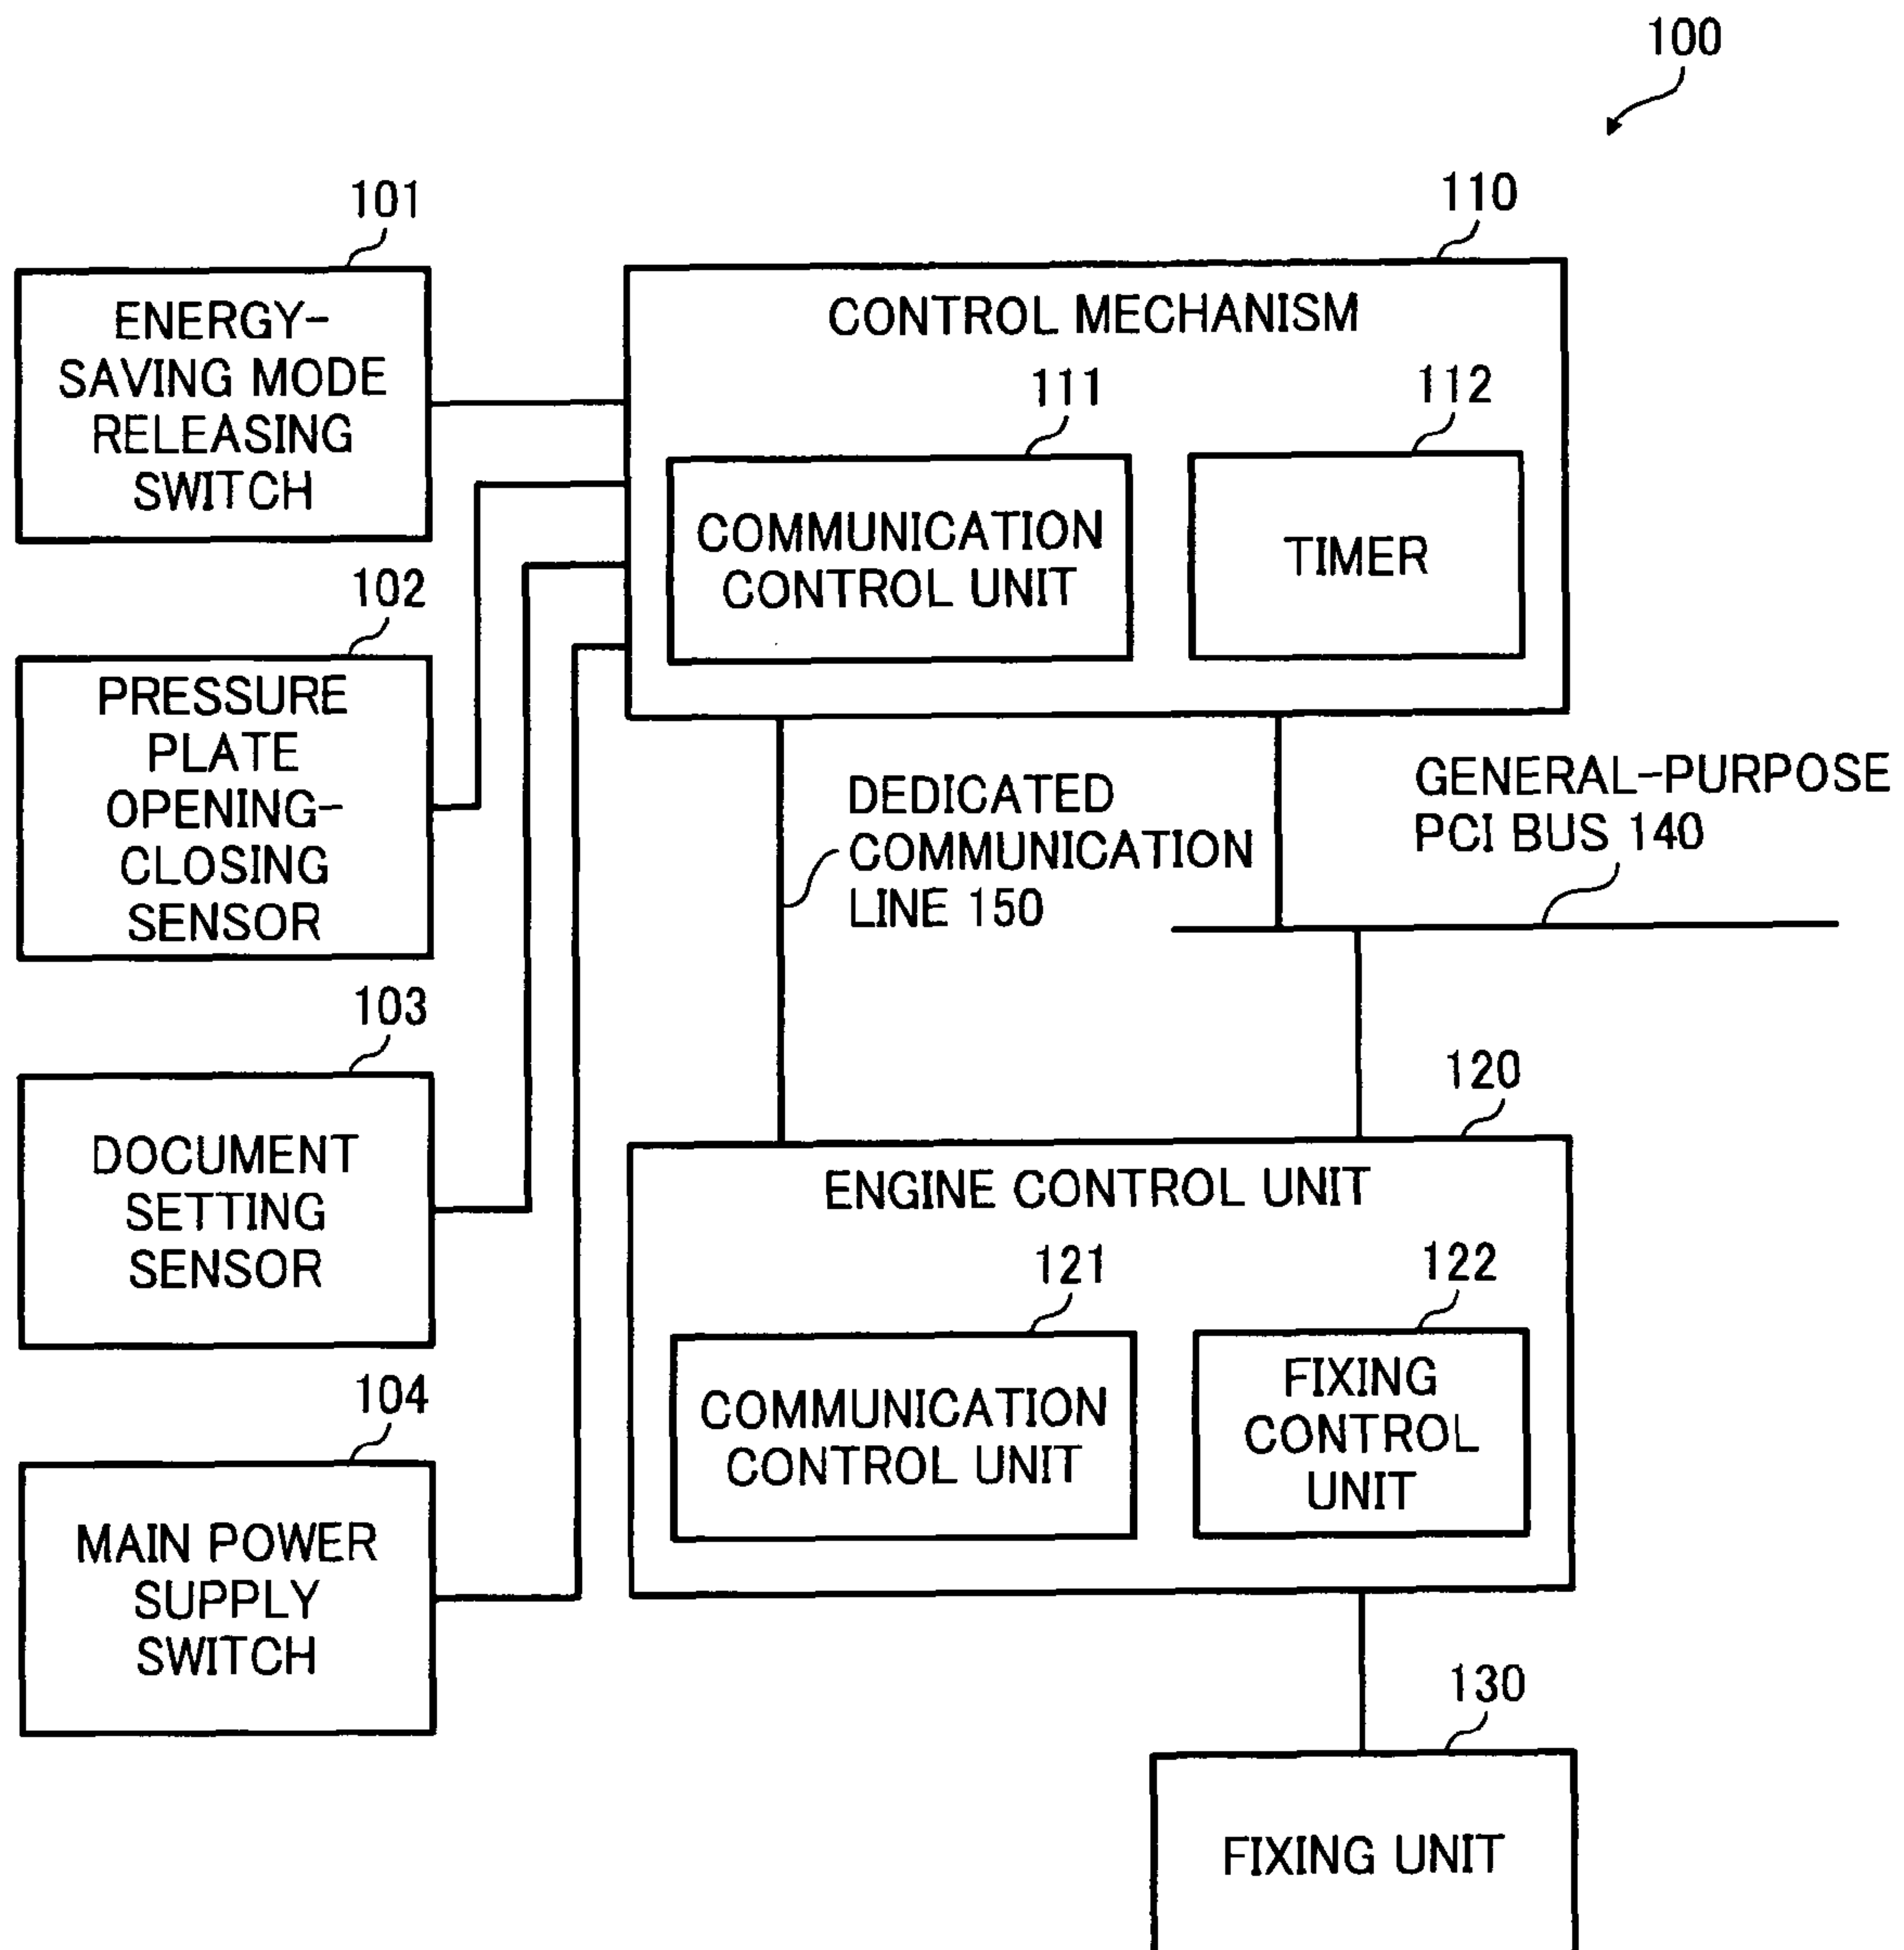 100
101
ENERGY-
SAVING MODE
RELEASING
SWITCH
102
PRESSURE
PLATE
OPENING-
CLOSING
SENSOR
103
DOCUMENT
SETTING
SENSOR
104
MAIN POWER
SUPPLY
SWITCH
110
CONTROL MECHANISM
111
COMMUNICATION
CONTROL UNIT
112
TIMER
DEDICATED
COMMUNICATION
LINE 150
GENERAL-PURPOSE
PCI BUS 140
120
ENGINE CONTROL UNIT
121
COMMUNICATION
CONTROL UNIT
122
FIXING
CONTROL
UNIT
130
FIXING UNIT